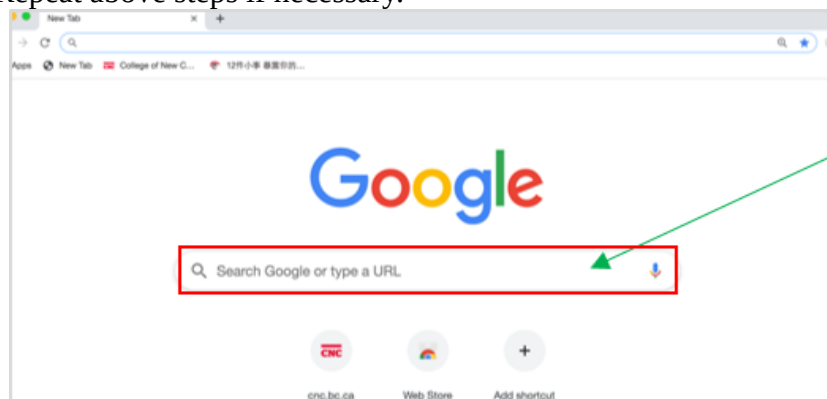 Repeat above steps if necessary.
New Tab
Apps New Tab College of New C... 12件小事 暴露你的...
Google
Search Google or type a URL
CNC
cnc.bc.ca Web Store Add shortcut